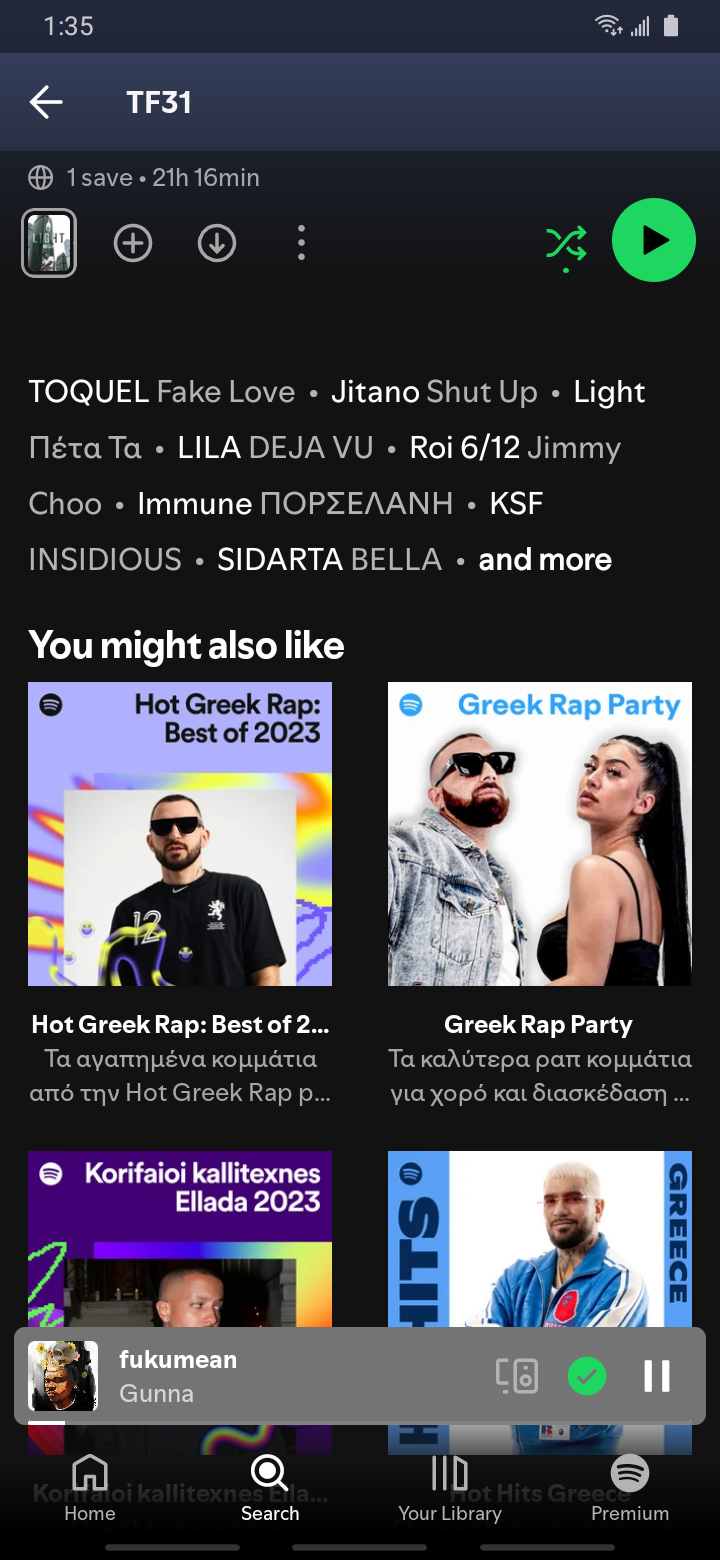 1:35
TF31
1 save • 21h 16min
LIGHT
TOQUEL Fake Love • Jitano Shut Up • Light
Πέτα Τα • LILA DEJA VU • Roi 6/12 Jimmy
Choo • Immune ΠΟΡΣΕΛΑΝΗ • KSF
INSIDIOUS • SIDARTA BELLA • and more
You might also like
Hot Greek Rap:
Best of 2023
12
Greek Rap Party
Hot Greek Rap: Best of 2...
Τα αγαπημένα κομμάτια
από την Hot Greek Rap p...
Greek Rap Party
Τα καλύτερα ραπ κομμάτια
για χορό και διασκέδαση ...
Korifaioi kallitexnes
Ellada 2023
HITS
GREECE
fukumean
Gunna
Korifaioi kallitexnes Ella...
Hot Hits Greece
Home
Search
Your Library
Premium